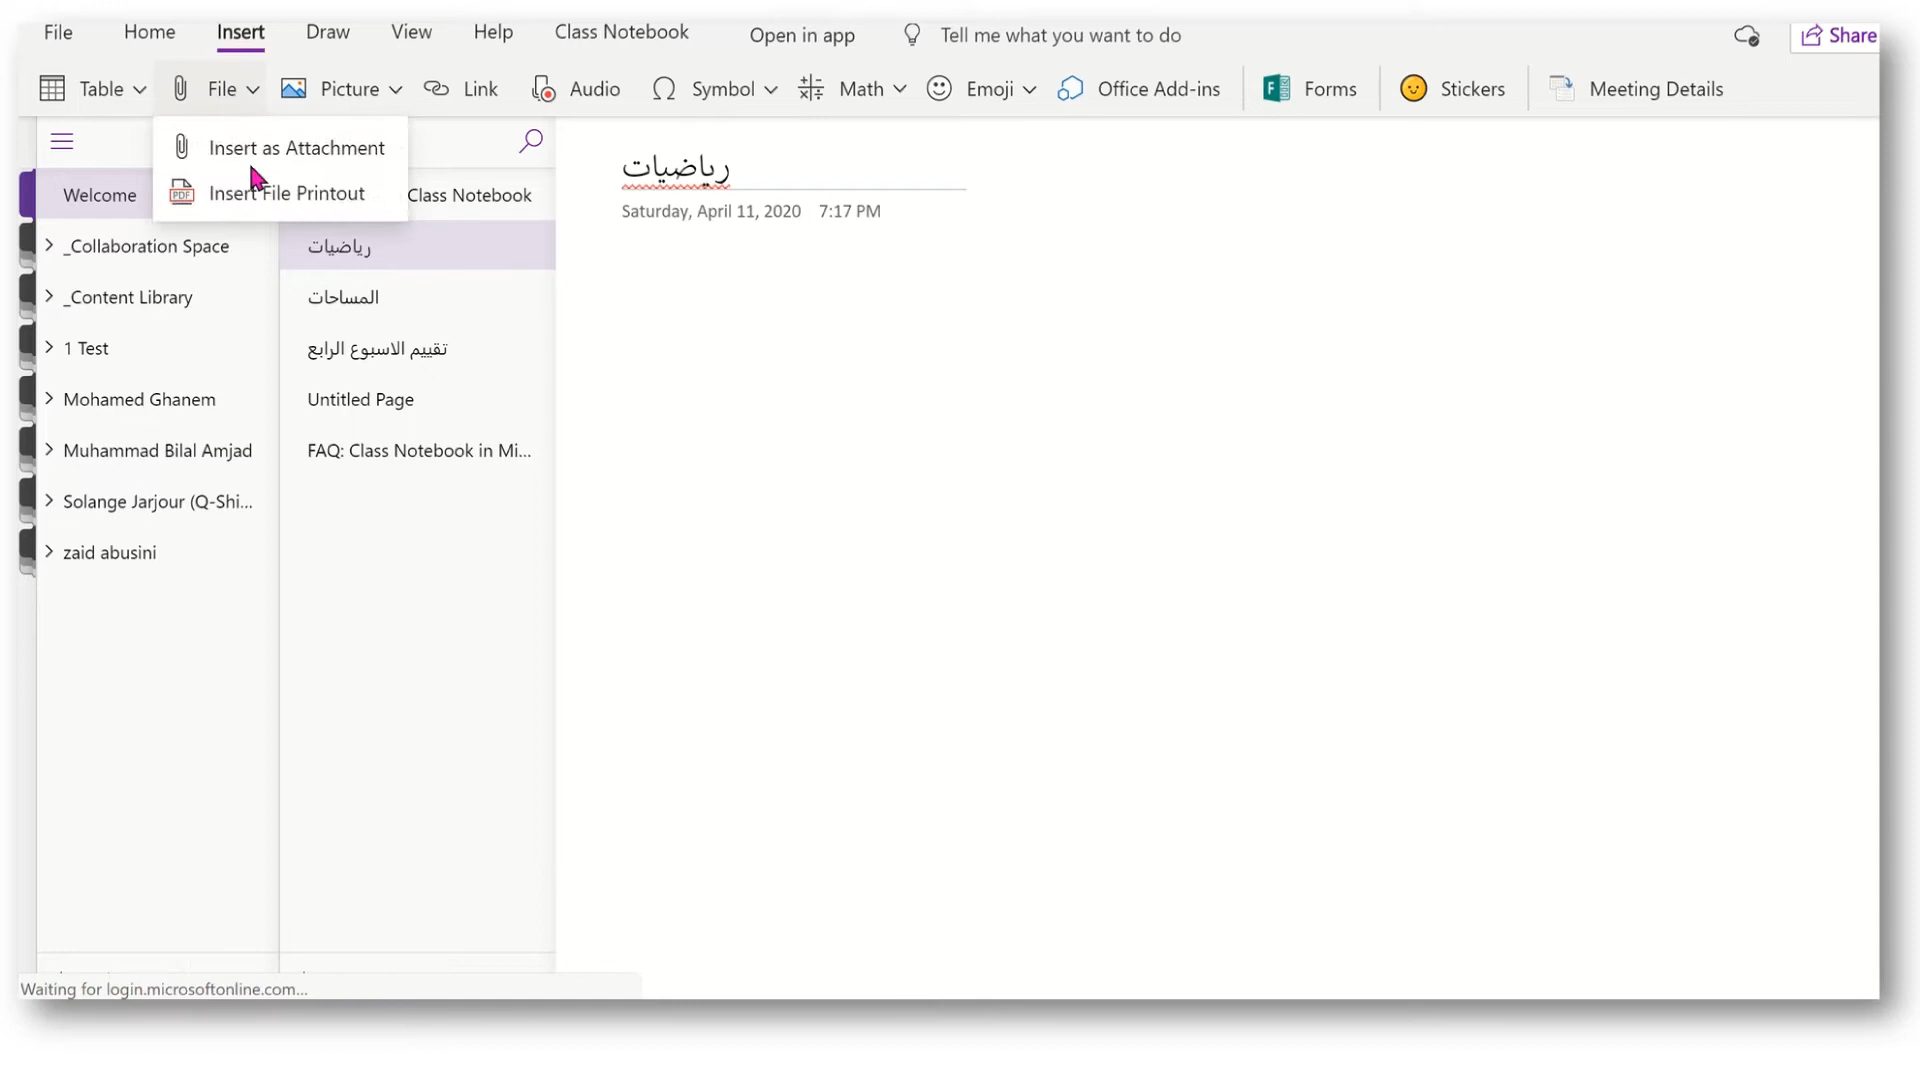 File Home Insert Draw View Help Class Notebook Open in app Tell me what you want to do Share
Table File Picture Link Audio Symbol Math Emoji Office Add-ins Forms Stickers Meeting Details
Insert as Attachment
PDF Insert File Printout
Welcome
_Collaboration Space
_Content Library
1 Test
Mohamed Ghanem
Muhammad Bilal Amjad
Solange Jarjour (Q-Shi...
zaid abusini
Class Notebook
رياضيات
المساحات
تقييم الاسبوع الرابع
Untitled Page
FAQ: Class Notebook in Mi...
رياضيات
Saturday, April 11, 2020 7:17 PM
Waiting for login.microsoftonline.com...